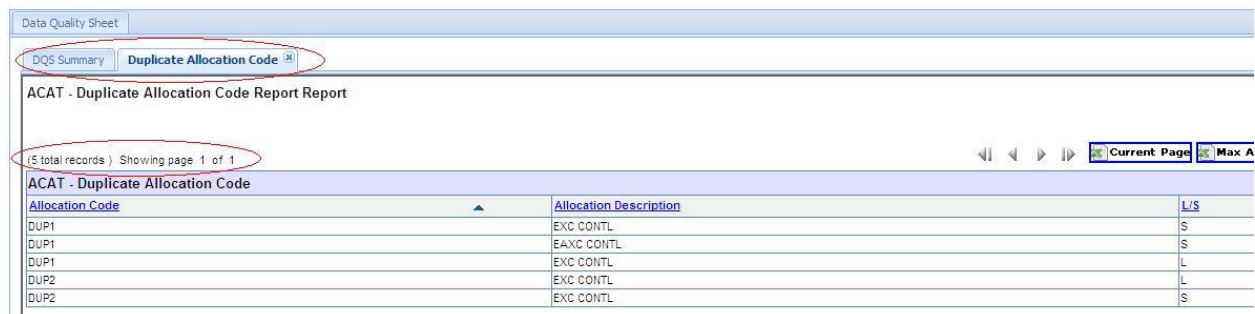 Data Quality Sheet
DQS Summary Duplicate Allocation Code
ACAT - Duplicate Allocation Code Report Report
(5 total records ) Showing page 1 of 1 Current Page Max A
ACAT - Duplicate Allocation Code
Allocation Code Allocation Description L/S
DUP1 EXC CONTL S
DUP1 EAXC CONTL S
DUP1 EXC CONTL L
DUP2 EXC CONTL L
DUP2 EXC CONTL S